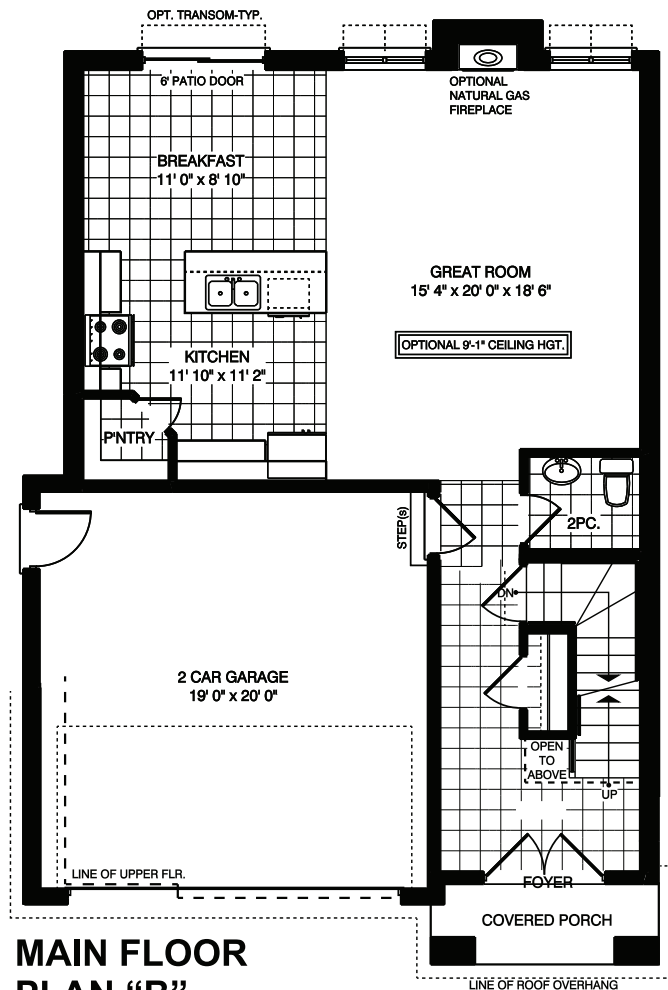 OPT. TRANSOM-TYP.
6' PATIO DOOR
OPTIONAL
NATURAL GAS
FIREPLACE
BREAKFAST
11' 0" x 8' 10"
GREAT ROOM
15' 4" x 20' 0" x 18' 6"
OPTIONAL 9'-1" CEILING HGT.
KITCHEN
11' 10" x 11' 2"
P'NTRY
STEP(s)
2PC.
DN
2 CAR GARAGE
19' 0" x 20' 0"
OPEN
TO
ABOVE
UP
LINE OF UPPER FLR.
FOYER
COVERED PORCH
MAIN FLOOR
PLAN “B”
LINE OF ROOF OVERHANG